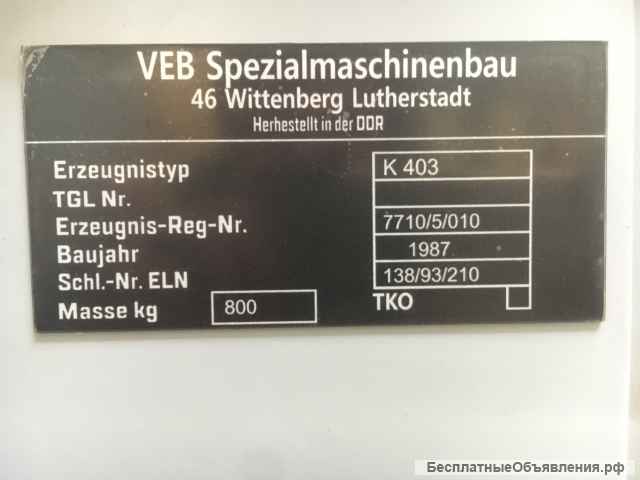 VEB Spezialmaschinenbau
46 Wittenberg Lutherstadt
Herhestellt in der DDR
Erzeugnistyp K 403
TGL Nr.
Erzeugnis-Reg-Nr. 7710/5/010
Baujahr 1987
Schl.-Nr. ELN 138/93/210
Masse kg 800 TKO
БесплатныеОбъявления.рф